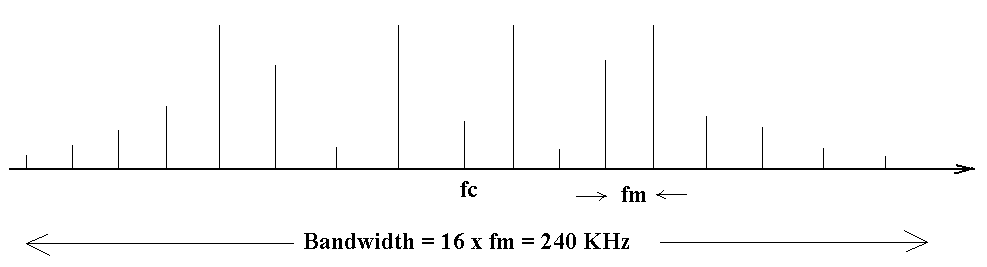 fc
fm
Bandwidth = 16 x fm = 240 KHz